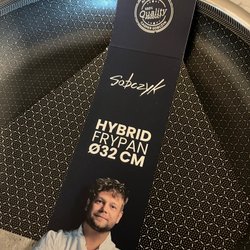 Quality
Sobczyk
HYBRID
FRYPAN
Ø32 CM